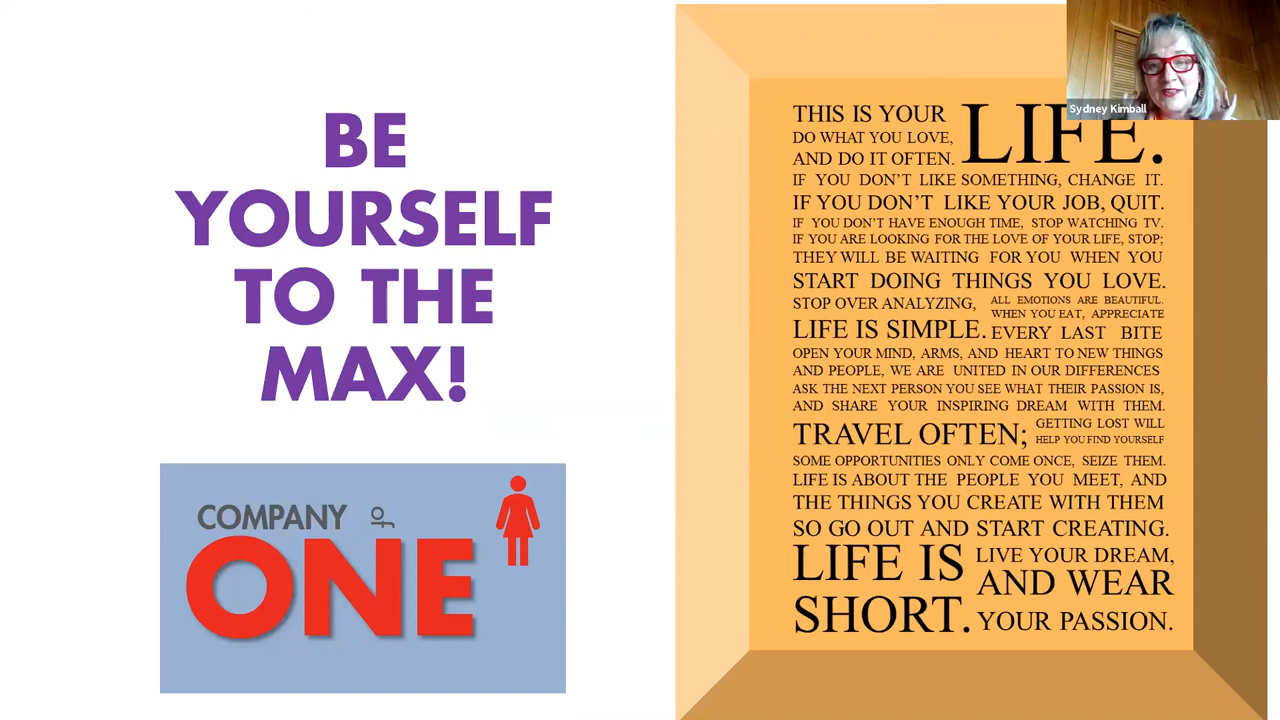 BE
YOURSELF
TO THE
MAX!
COMPANY of
ONE
Sydney Kimball
THIS IS YOUR LIFE.
DO WHAT YOU LOVE,
AND DO IT OFTEN.
IF YOU DON'T LIKE SOMETHING, CHANGE IT.
IF YOU DON'T LIKE YOUR JOB, QUIT.
IF YOU DON'T HAVE ENOUGH TIME, STOP WATCHING TV.
IF YOU ARE LOOKING FOR THE LOVE OF YOUR LIFE, STOP;
THEY WILL BE WAITING FOR YOU WHEN YOU
START DOING THINGS YOU LOVE.
STOP OVER ANALYZING,
LIFE IS SIMPLE.
ALL EMOTIONS ARE BEAUTIFUL.
WHEN YOU EAT, APPRECIATE
EVERY LAST BITE
OPEN YOUR MIND, ARMS, AND HEART TO NEW THINGS
AND PEOPLE, WE ARE UNITED IN OUR DIFFERENCES
ASK THE NEXT PERSON YOU SEE WHAT THEIR PASSION IS,
AND SHARE YOUR INSPIRING DREAM WITH THEM.
TRAVEL OFTEN;
GETTING LOST WILL
HELP YOU FIND YOURSELF
SOME OPPORTUNITIES ONLY COME ONCE, SEIZE THEM.
LIFE IS ABOUT THE PEOPLE YOU MEET, AND
THE THINGS YOU CREATE WITH THEM
SO GO OUT AND START CREATING.
LIFE IS
SHORT.
LIVE YOUR DREAM,
AND WEAR
YOUR PASSION.